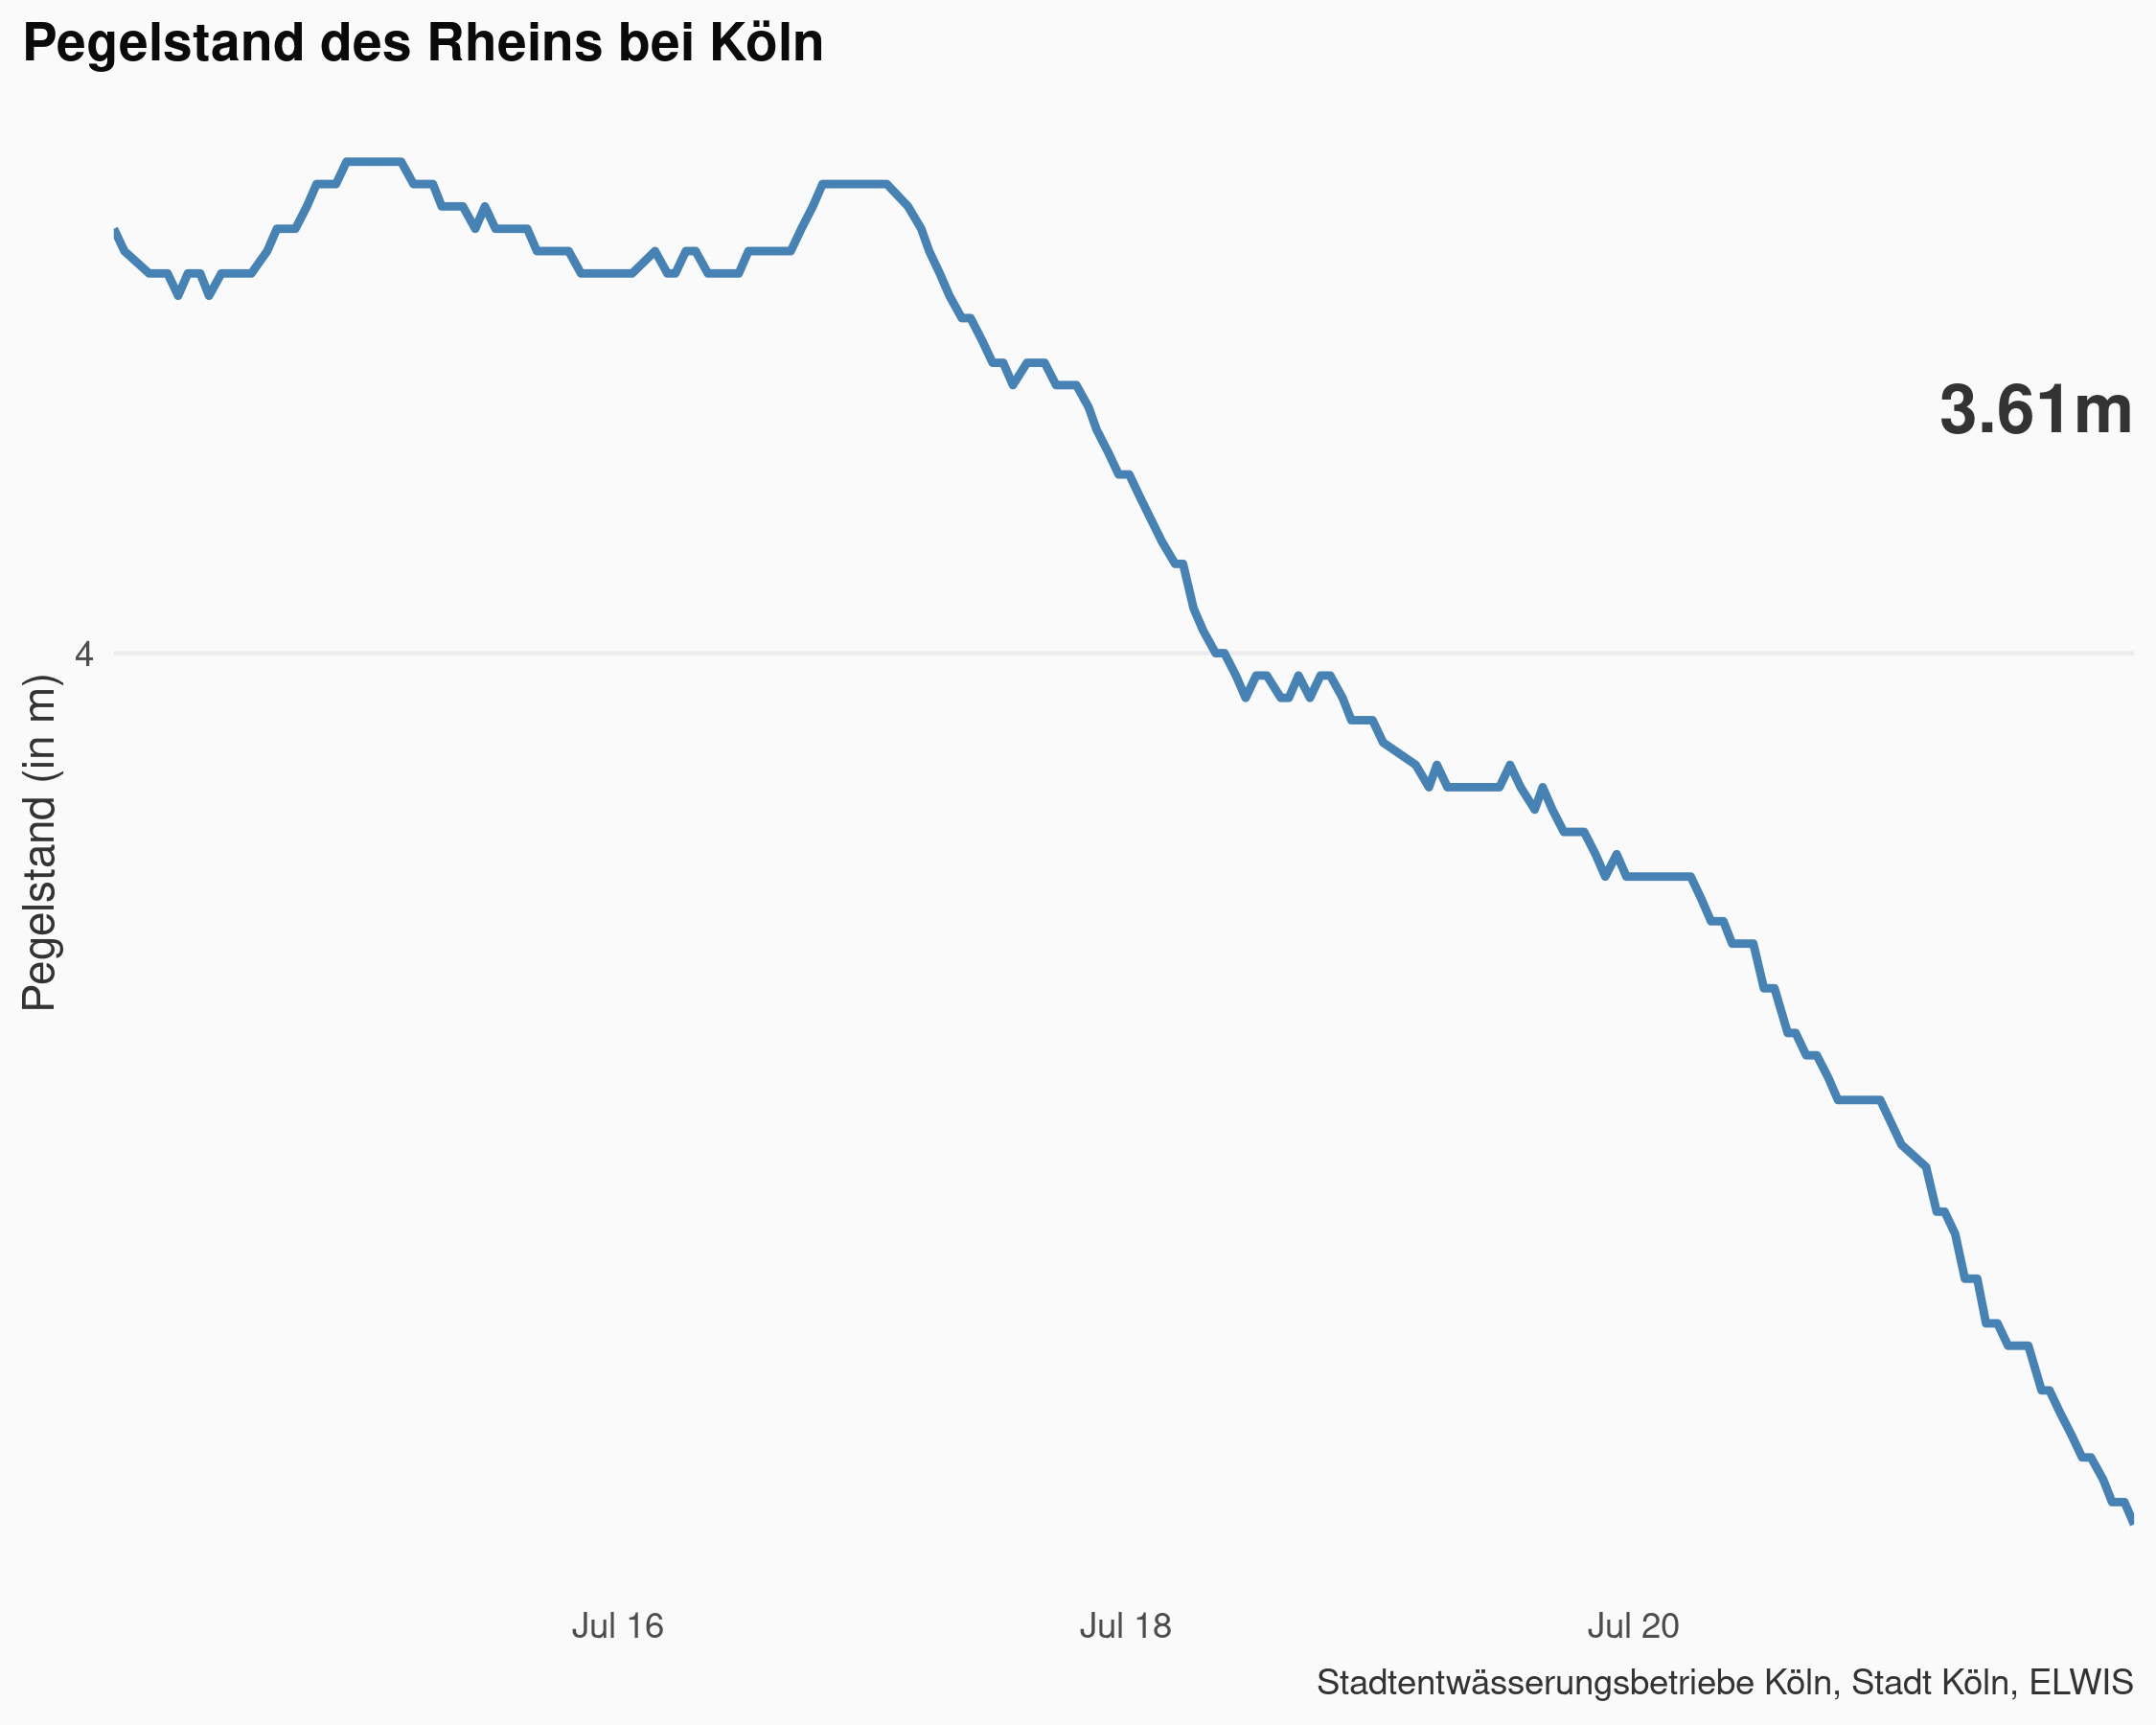 Pegelstand des Rheins bei Köln
3.61m
4
Pegelstand (in m)
Jul 16
Jul 18
Jul 20
Stadtentwässerungsbetriebe Köln, Stadt Köln, ELWIS